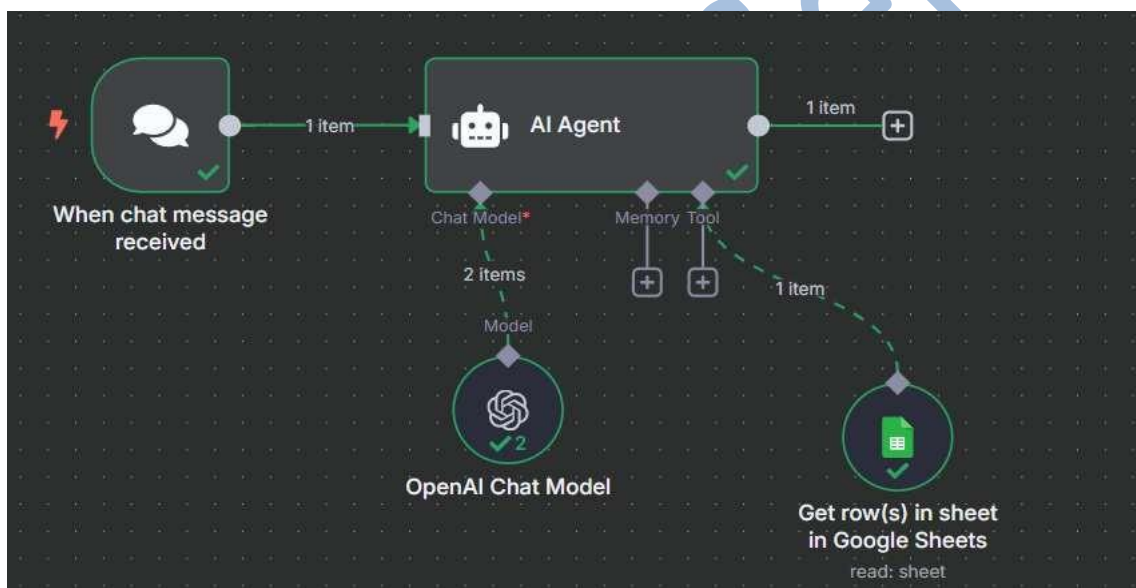 1 item
AI Agent
1 item
When chat message
received
Chat Model*
Memory
Tool
2 items
1 item
Model
2
OpenAI Chat Model
Get row(s) in sheet
in Google Sheets
read: sheet